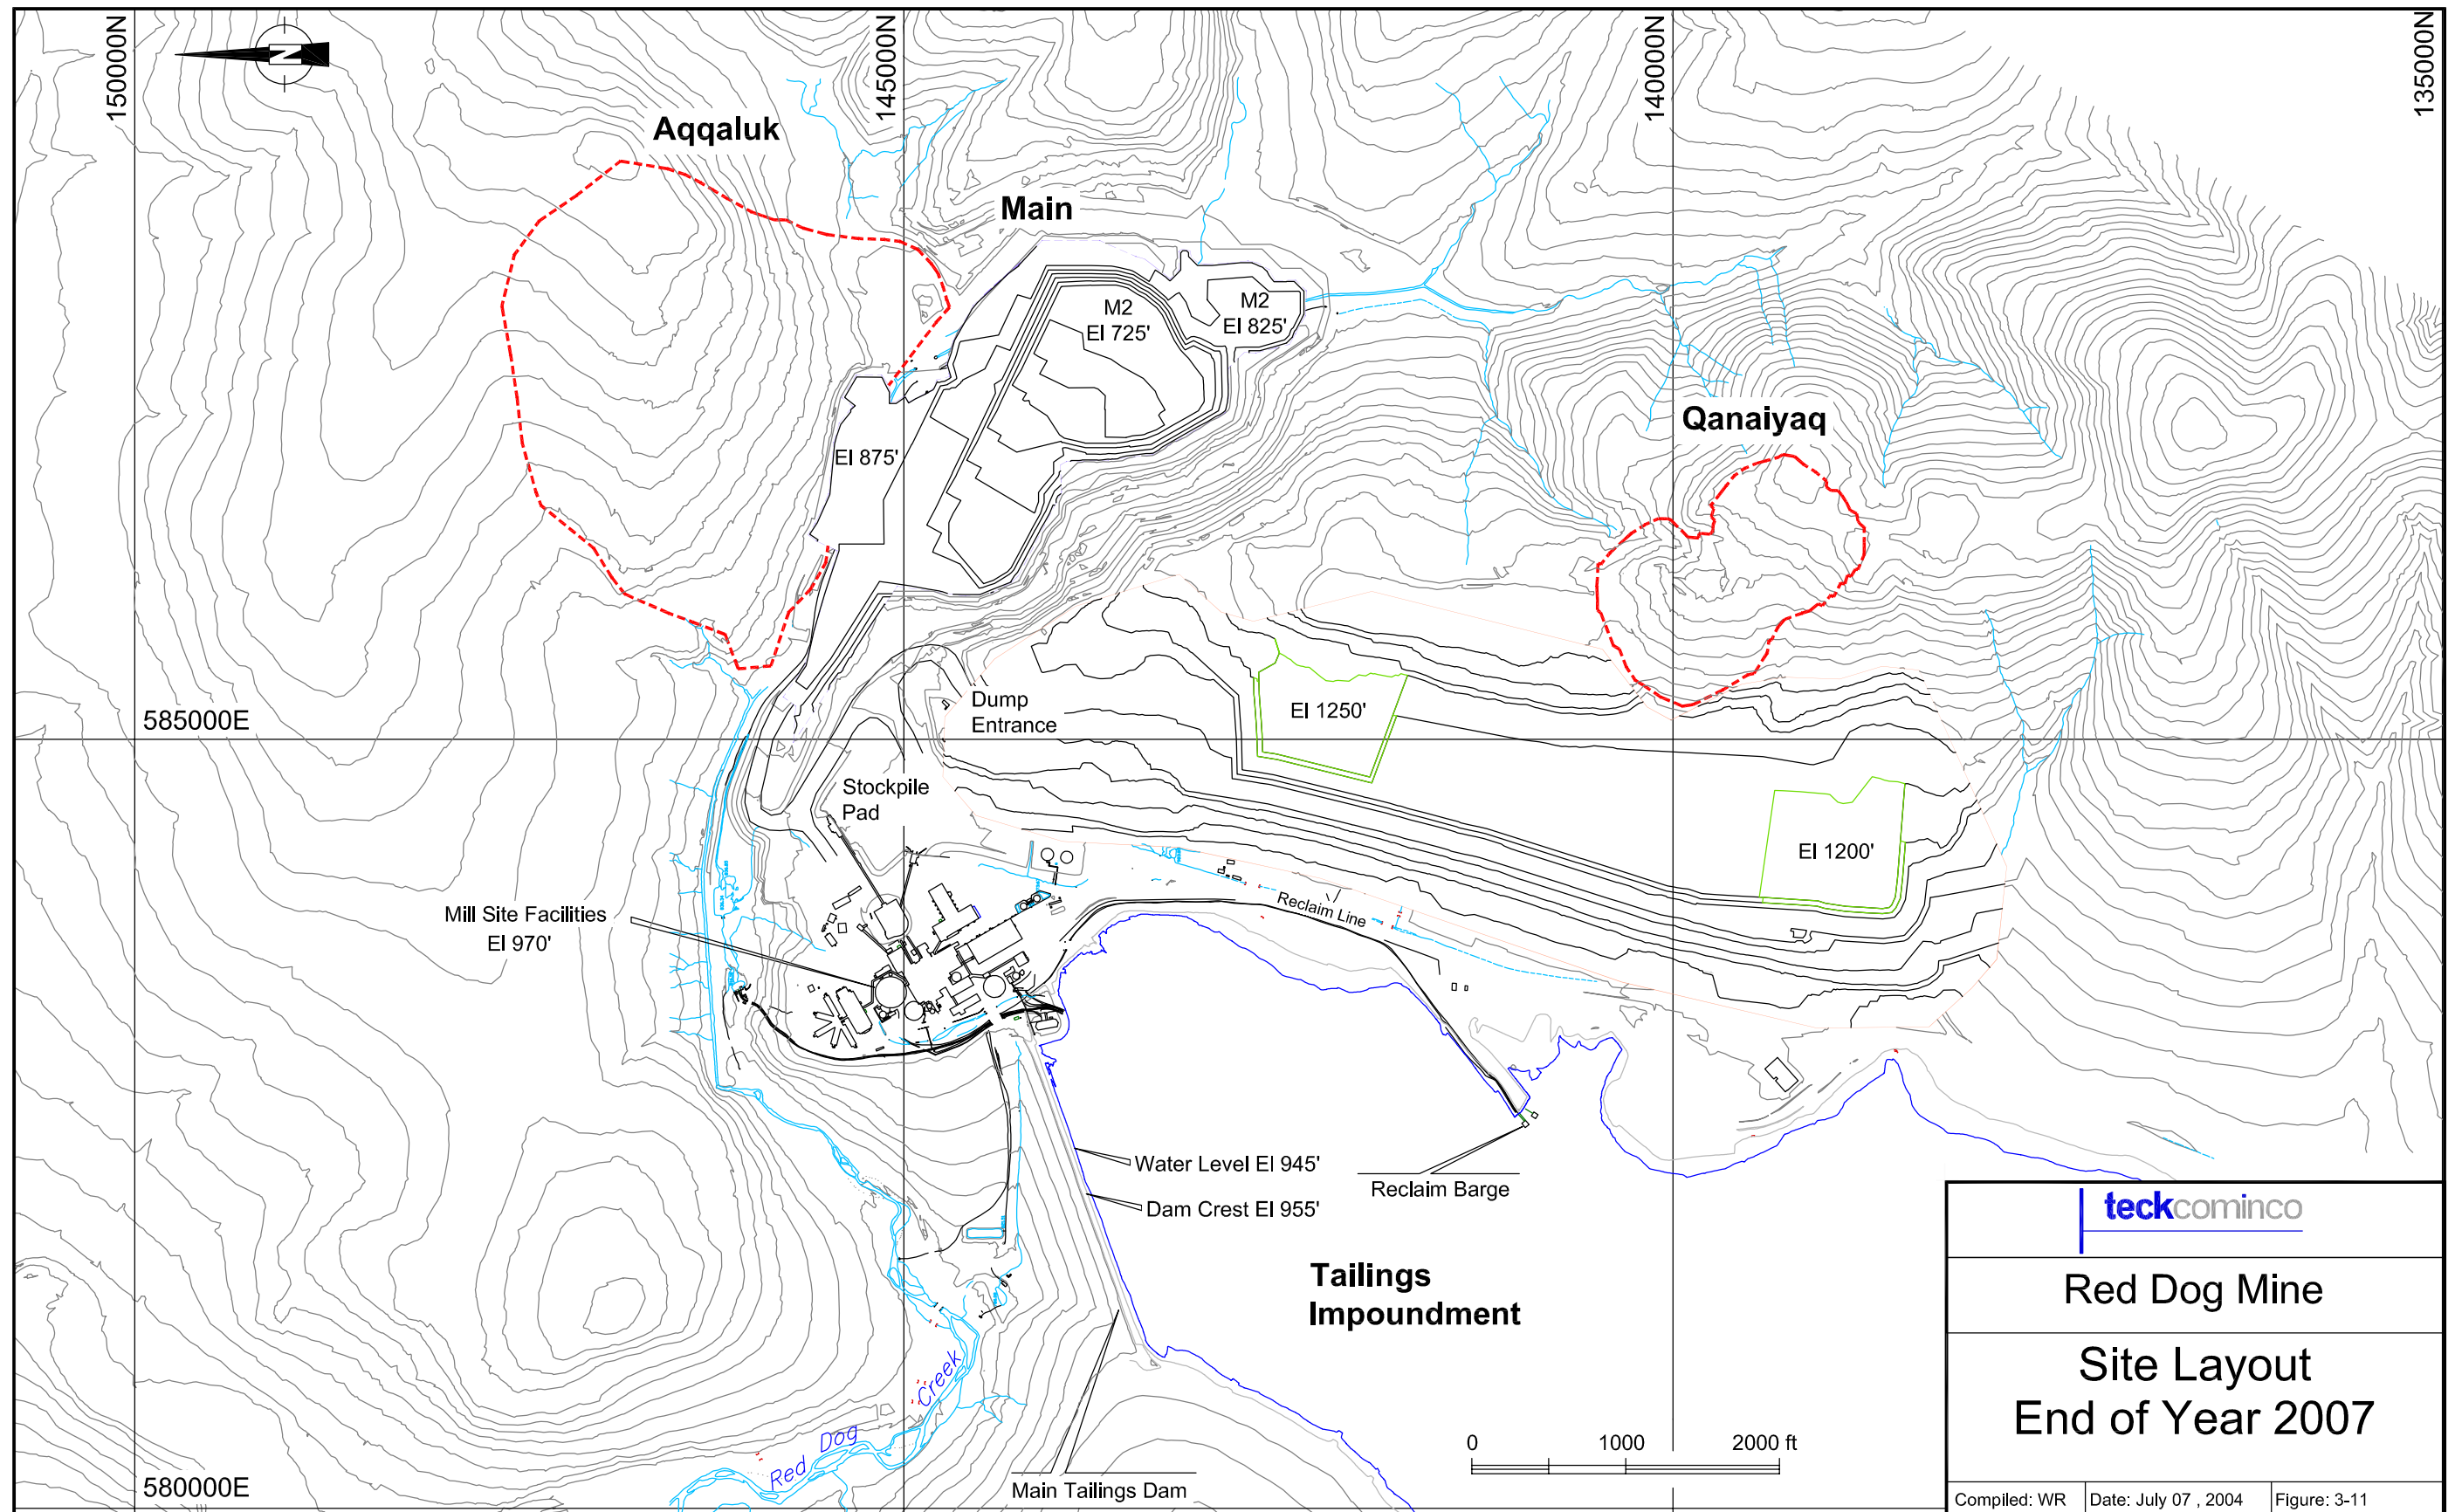 150000N
145000N
140000N
135000N
N
Aqqaluk
Main
M2
El 725'
M2
El 825'
Qanaiyaq
El 875'
585000E
Dump
Entrance
El 1250'
Stockpile
Pad
El 1200'
Mill Site Facilities
El 970'
Reclaim Line
Water Level El 945'
Reclaim Barge
Dam Crest El 955'
Tailings
Impoundment
Red Dog Creek
580000E
Main Tailings Dam
0 1000 2000 ft
teckcominco
Red Dog Mine
Site Layout
End of Year 2007
Compiled: WR Date: July 07 , 2004 Figure: 3-11